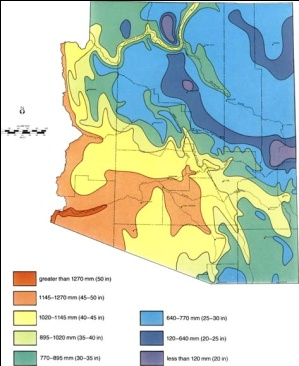 greater than 1270 mm (50 in)
1145–1270 mm (45–50 in)
1020–1145 mm (40–45 in)
895–1020 mm (35–40 in)
770–895 mm (30–35 in)
640–770 mm (25–30 in)
120–640 mm (20–25 in)
less than 120 mm (20 in)